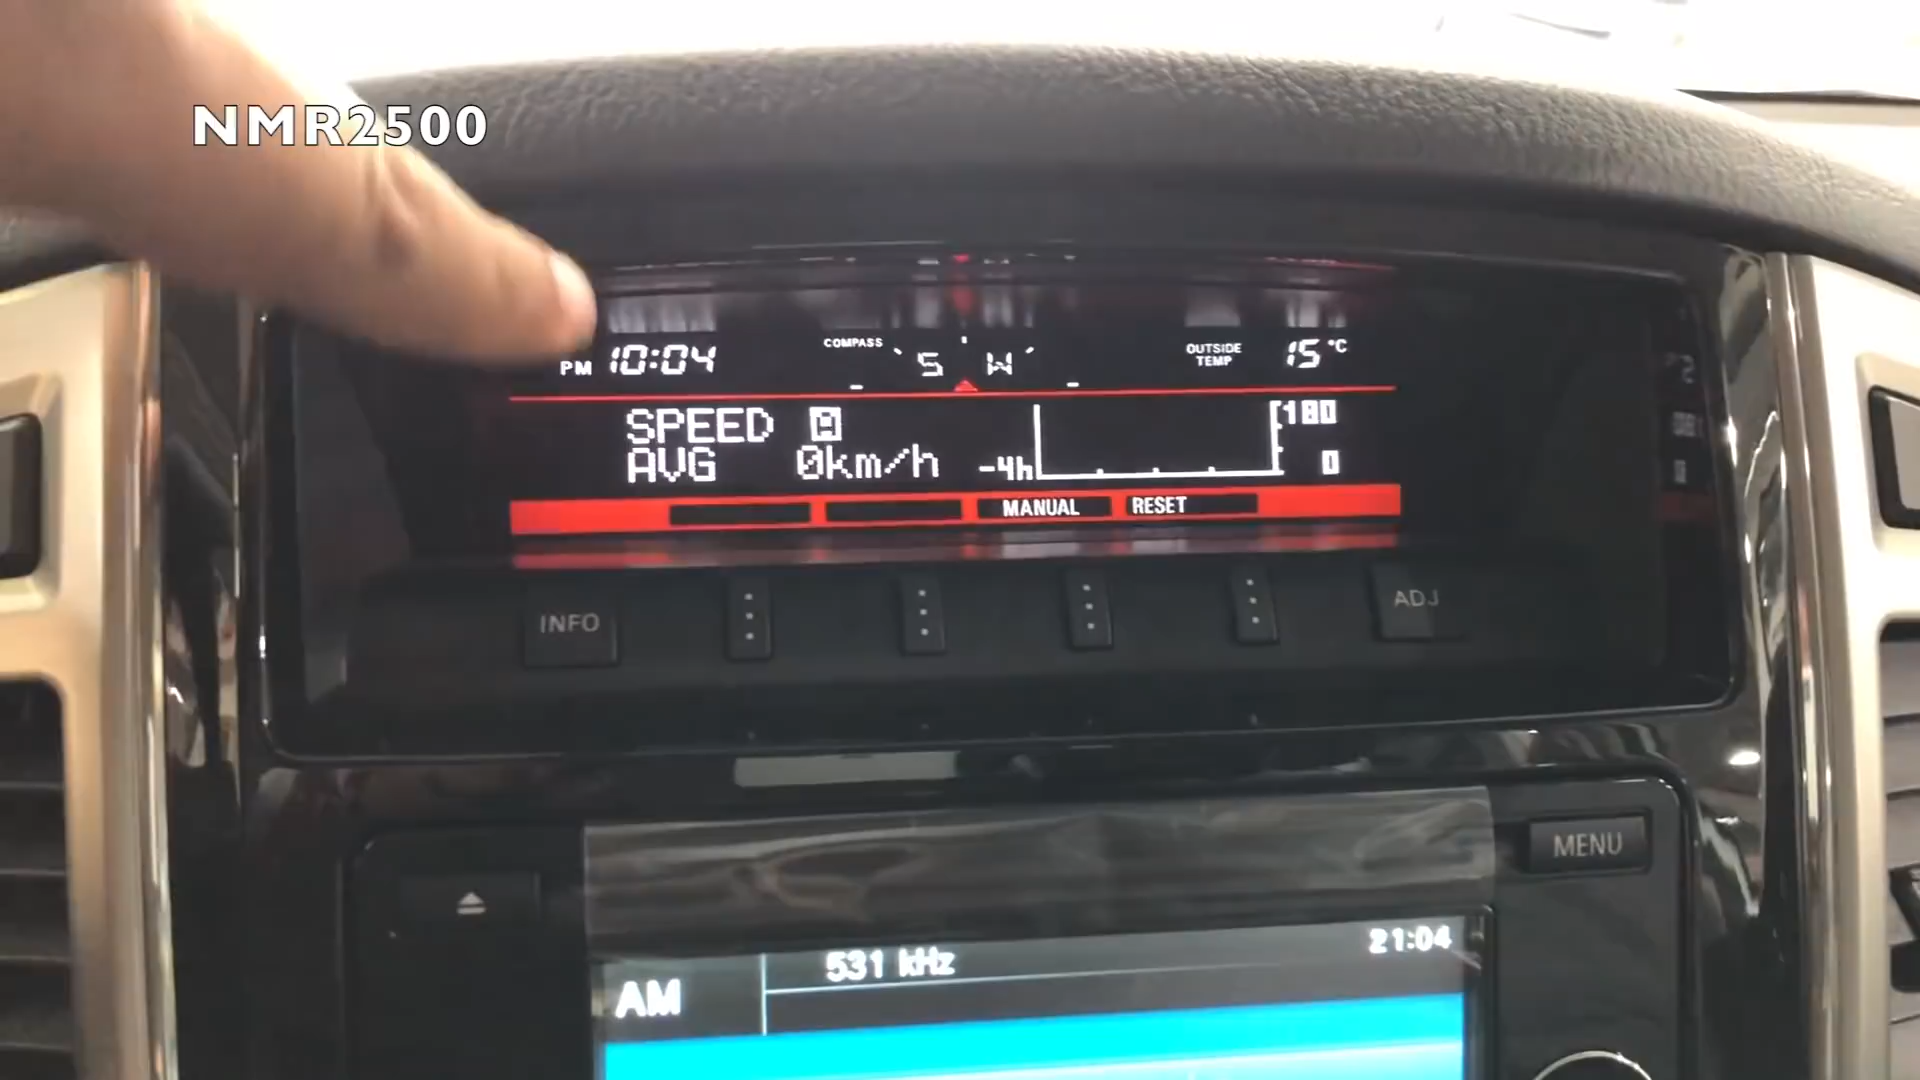 NMR2500
PM 10:04
COMPASS
S W
OUTSIDE TEMP
15 °C
SPEED A
AVG 0km/h
-4h
180
0
MANUAL RESET
INFO
ADJ
MENU
AM
531 kHz
21:04